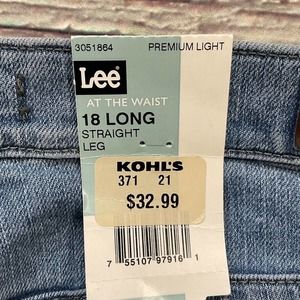 3051864 PREMIUM LIGHT
Lee
AT THE WAIST
18 LONG
STRAIGHT
LEG
KOHL'S
371 21
$32.99
7 55107 97916 1